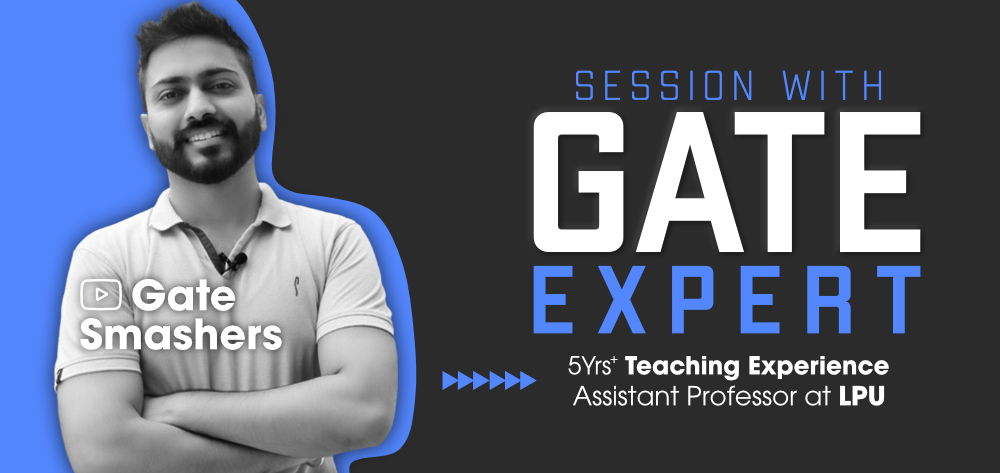 Gate
Smashers
SESSION WITH
GATE
EXPERT
5Yrs+ Teaching Experience
Assistant Professor at LPU